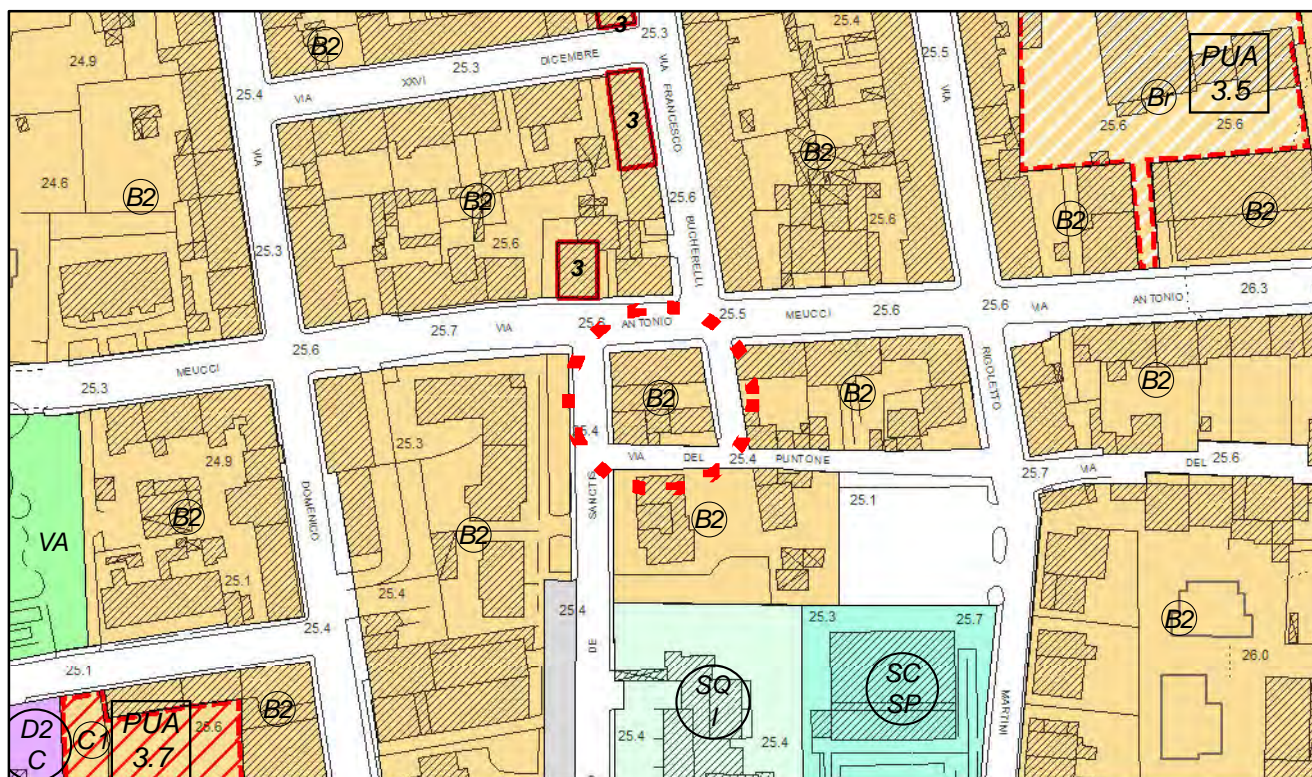 3
25.3
25.4
24.9
B2
25.5
PUA
3.5
Br
25.6
25.6
VIA XXVI 25.3 DICEMBRE
25.4
VIA FRANCESCO BUCHERELLI
3
VIA
B2
24.6
B2
VIA
B2
25.6
25.6
B2
B2
25.3
25.6
3
25.7 VIA 25.6 ANTONIO 25.5 MEUCCI 25.6
25.6 VIA ANTONIO 26.3
25.6
25.3 MEUCCI
RIGOLETTO
B2
B2
B2
25.4
25.3
VIA DEL 25.4 PUNTONE
25.7 VIA DEL 25.6
24.9
DOMENICO
SANCTIS
25.1
B2
B2
B2
VA
25.1
25.4
25.4
25.3
25.7
B2
25.4
DE
26.0
25.1
SQ
I
SC
SP
MARTINI
B2
D2
C
C1
PUA
3.7
25.6
25.4
25.4